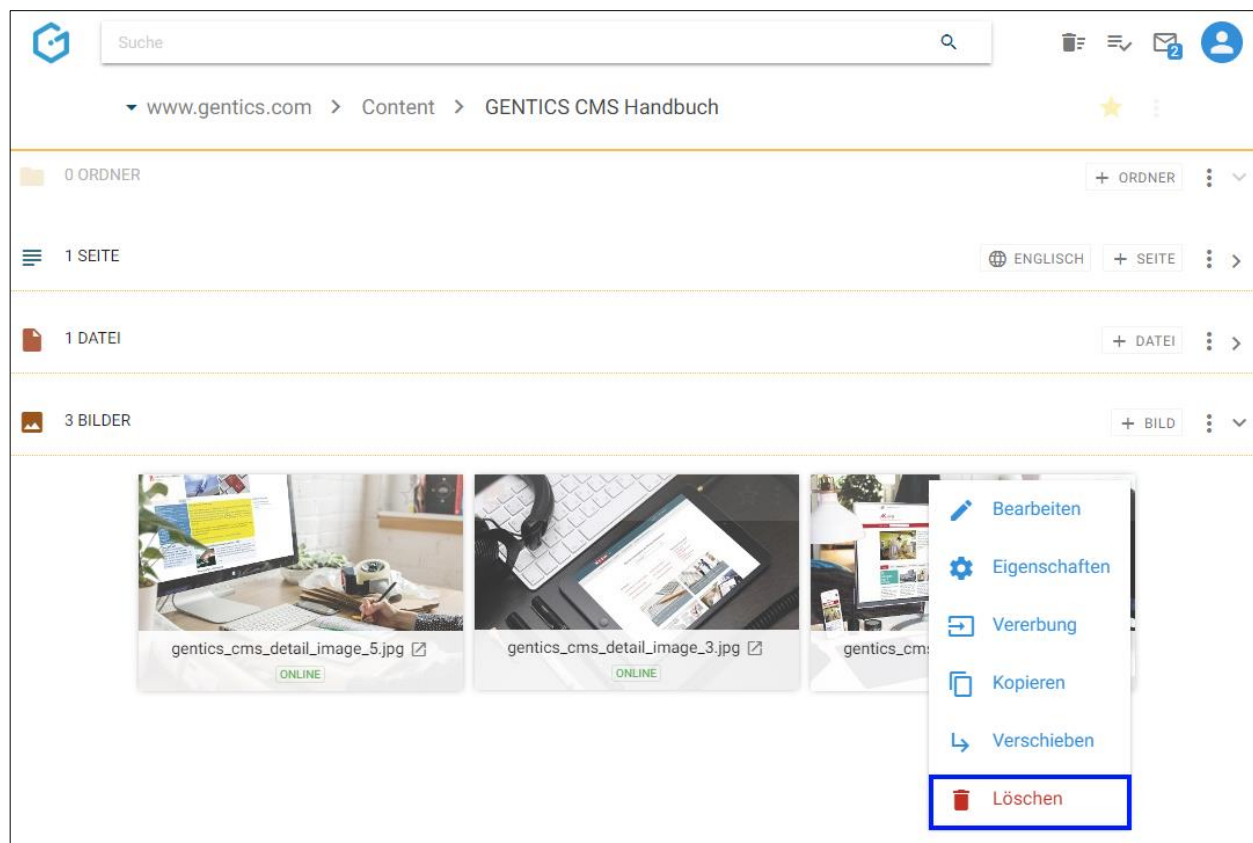 Suche
2
www.gentics.com > Content > GENTICS CMS Handbuch
0 ORDNER
+ ORDNER
1 SEITE
ENGLISCH
+ SEITE
1 DATEI
+ DATEI
3 BILDER
+ BILD
gentics_cms_detail_image_5.jpg
ONLINE
gentics_cms_detail_image_3.jpg
ONLINE
gentics_cms
Bearbeiten
Eigenschaften
Vererbung
Kopieren
Verschieben
Löschen